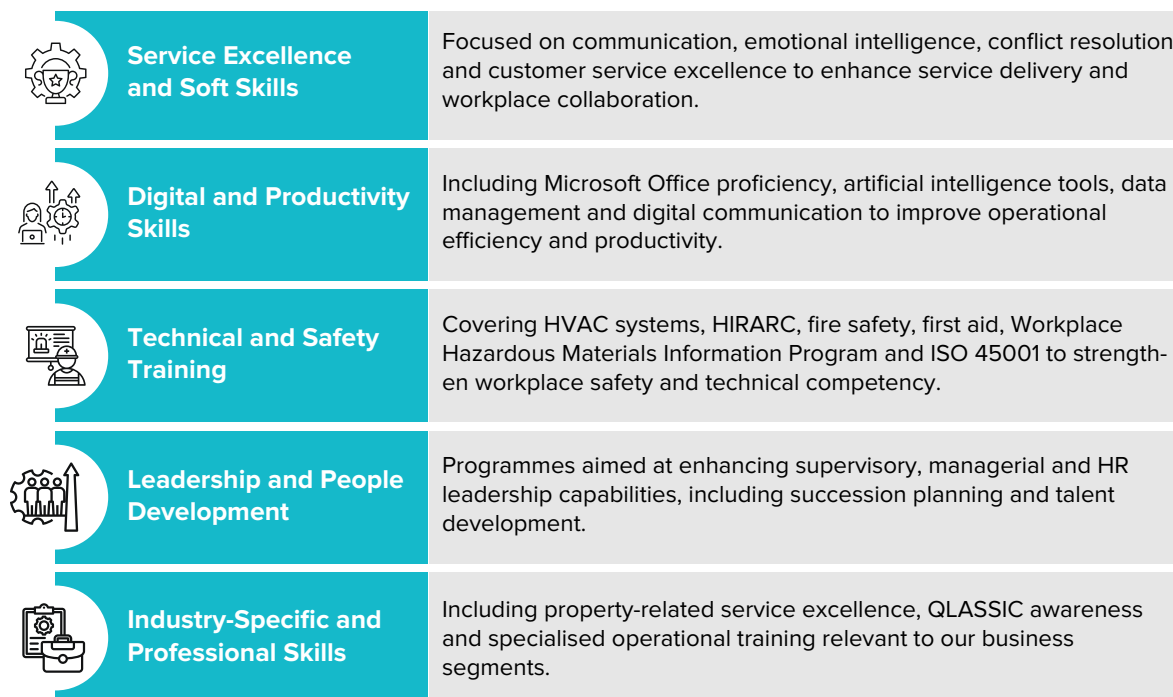 Service Excellence
and Soft Skills
Focused on communication, emotional intelligence, conflict resolution
and customer service excellence to enhance service delivery and
workplace collaboration.
Digital and Productivity
Skills
Including Microsoft Office proficiency, artificial intelligence tools, data
management and digital communication to improve operational
efficiency and productivity.
Technical and Safety
Training
Covering HVAC systems, HIRARC, fire safety, first aid, Workplace
Hazardous Materials Information Program and ISO 45001 to strength-
en workplace safety and technical competency.
Leadership and People
Development
Programmes aimed at enhancing supervisory, managerial and HR
leadership capabilities, including succession planning and talent
development.
Industry-Specific and
Professional Skills
Including property-related service excellence, QLASSIC awareness
and specialised operational training relevant to our business
segments.